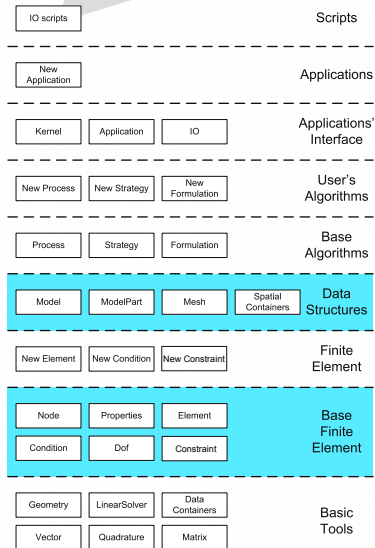 IO scripts
Scripts
New
Application
Applications
Kernel
Application
IO
Applications'
Interface
New Process
New Strategy
New
Formulation
User's
Algorithms
Process
Strategy
Formulation
Base
Algorithms
Model
ModelPart
Mesh
Spatial
Containers
Data
Structures
New Element
New Condition
New Constraint
Finite
Element
Node
Properties
Element
Condition
Dof
Constraint
Base
Finite
Element
Geometry
LinearSolver
Data
Containers
Vector
Quadrature
Matrix
Basic
Tools